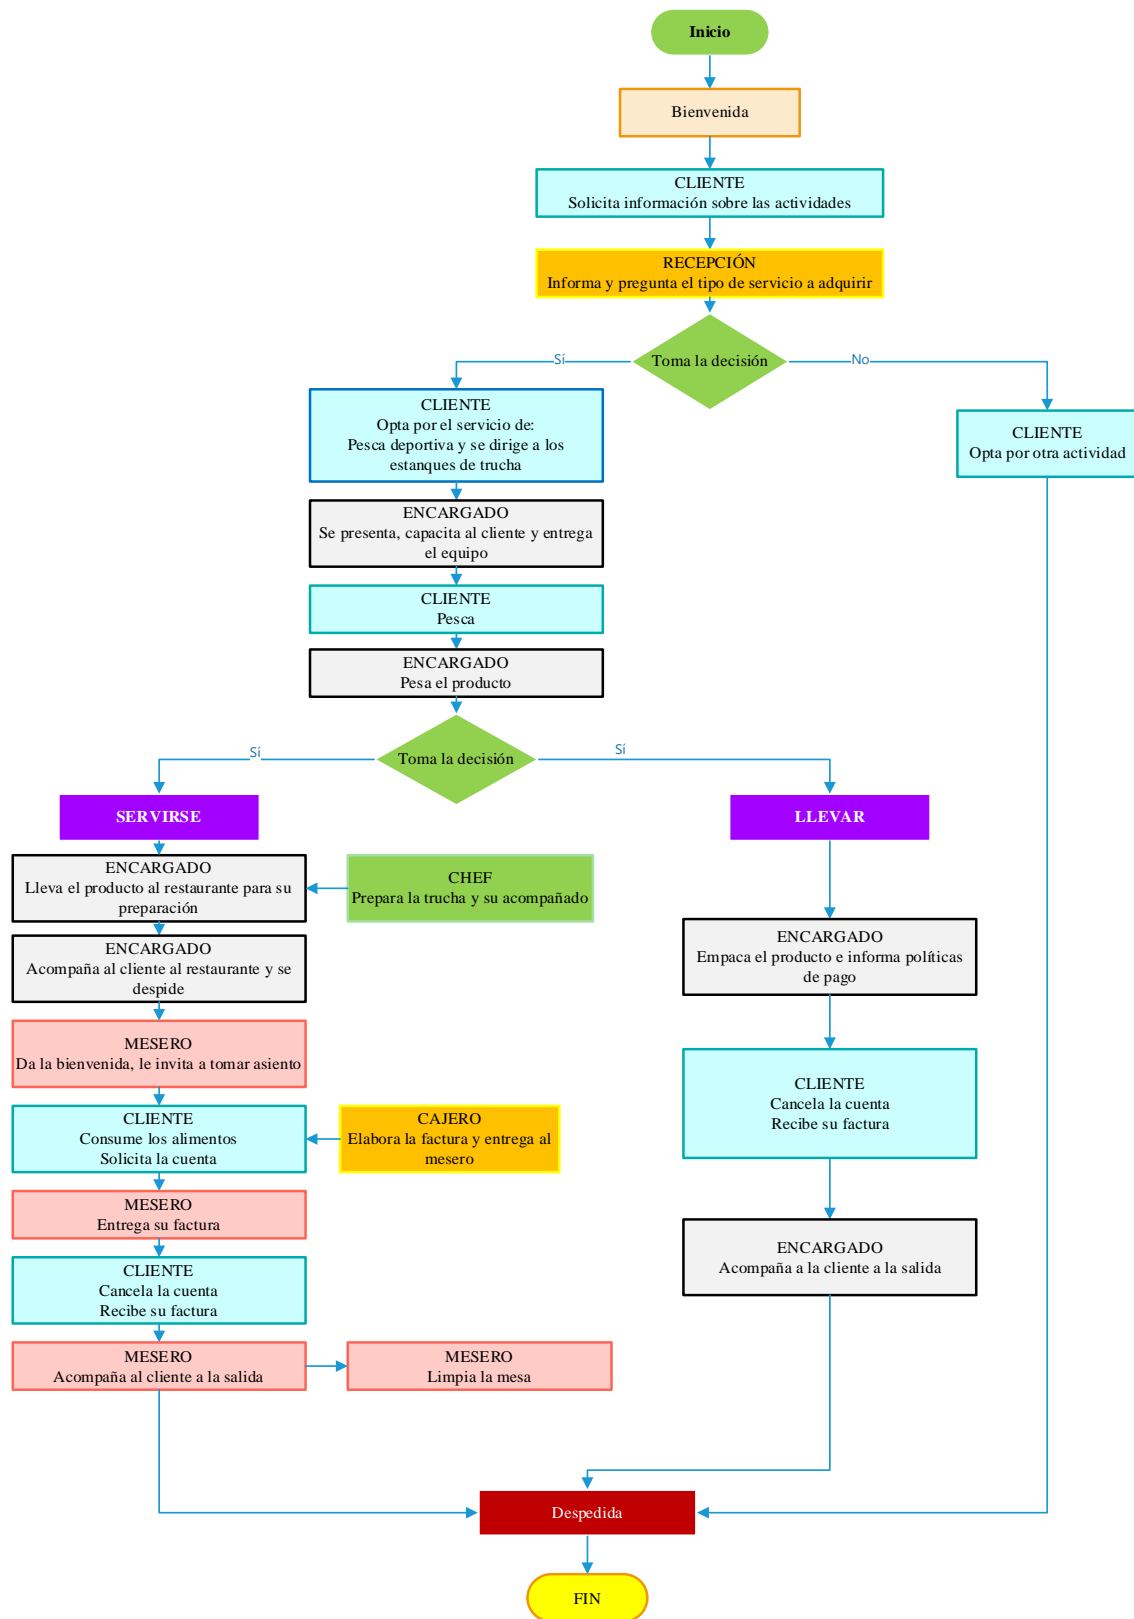 Inicio
Bienvenida
CLIENTE
Solicita información sobre las actividades
RECEPCIÓN
Informa y pregunta el tipo de servicio a adquirir
Toma la decisión
Sí
No
CLIENTE
Opta por el servicio de:
Pesca deportiva y se dirige a los
estanques de trucha
CLIENTE
Opta por otra actividad
ENCARGADO
Se presenta, capacita al cliente y entrega
el equipo
CLIENTE
Pesca
ENCARGADO
Pesa el producto
Toma la decisión
Sí
Sí
SERVIRSE
LLEVAR
ENCARGADO
Lleva el producto al restaurante para su
preparación
CHEF
Prepara la trucha y su acompañado
ENCARGADO
Acompaña al cliente al restaurante y se
despide
ENCARGADO
Empaca el producto e informa políticas
de pago
MESERO
Da la bienvenida, le invita a tomar asiento
CLIENTE
Cancela la cuenta
Recibe su factura
CLIENTE
Consume los alimentos
Solicita la cuenta
CAJERO
Elabora la factura y entrega al
mesero
MESERO
Entrega su factura
ENCARGADO
Acompaña a la cliente a la salida
CLIENTE
Cancela la cuenta
Recibe su factura
MESERO
Acompaña al cliente a la salida
MESERO
Limpia la mesa
Despedida
FIN